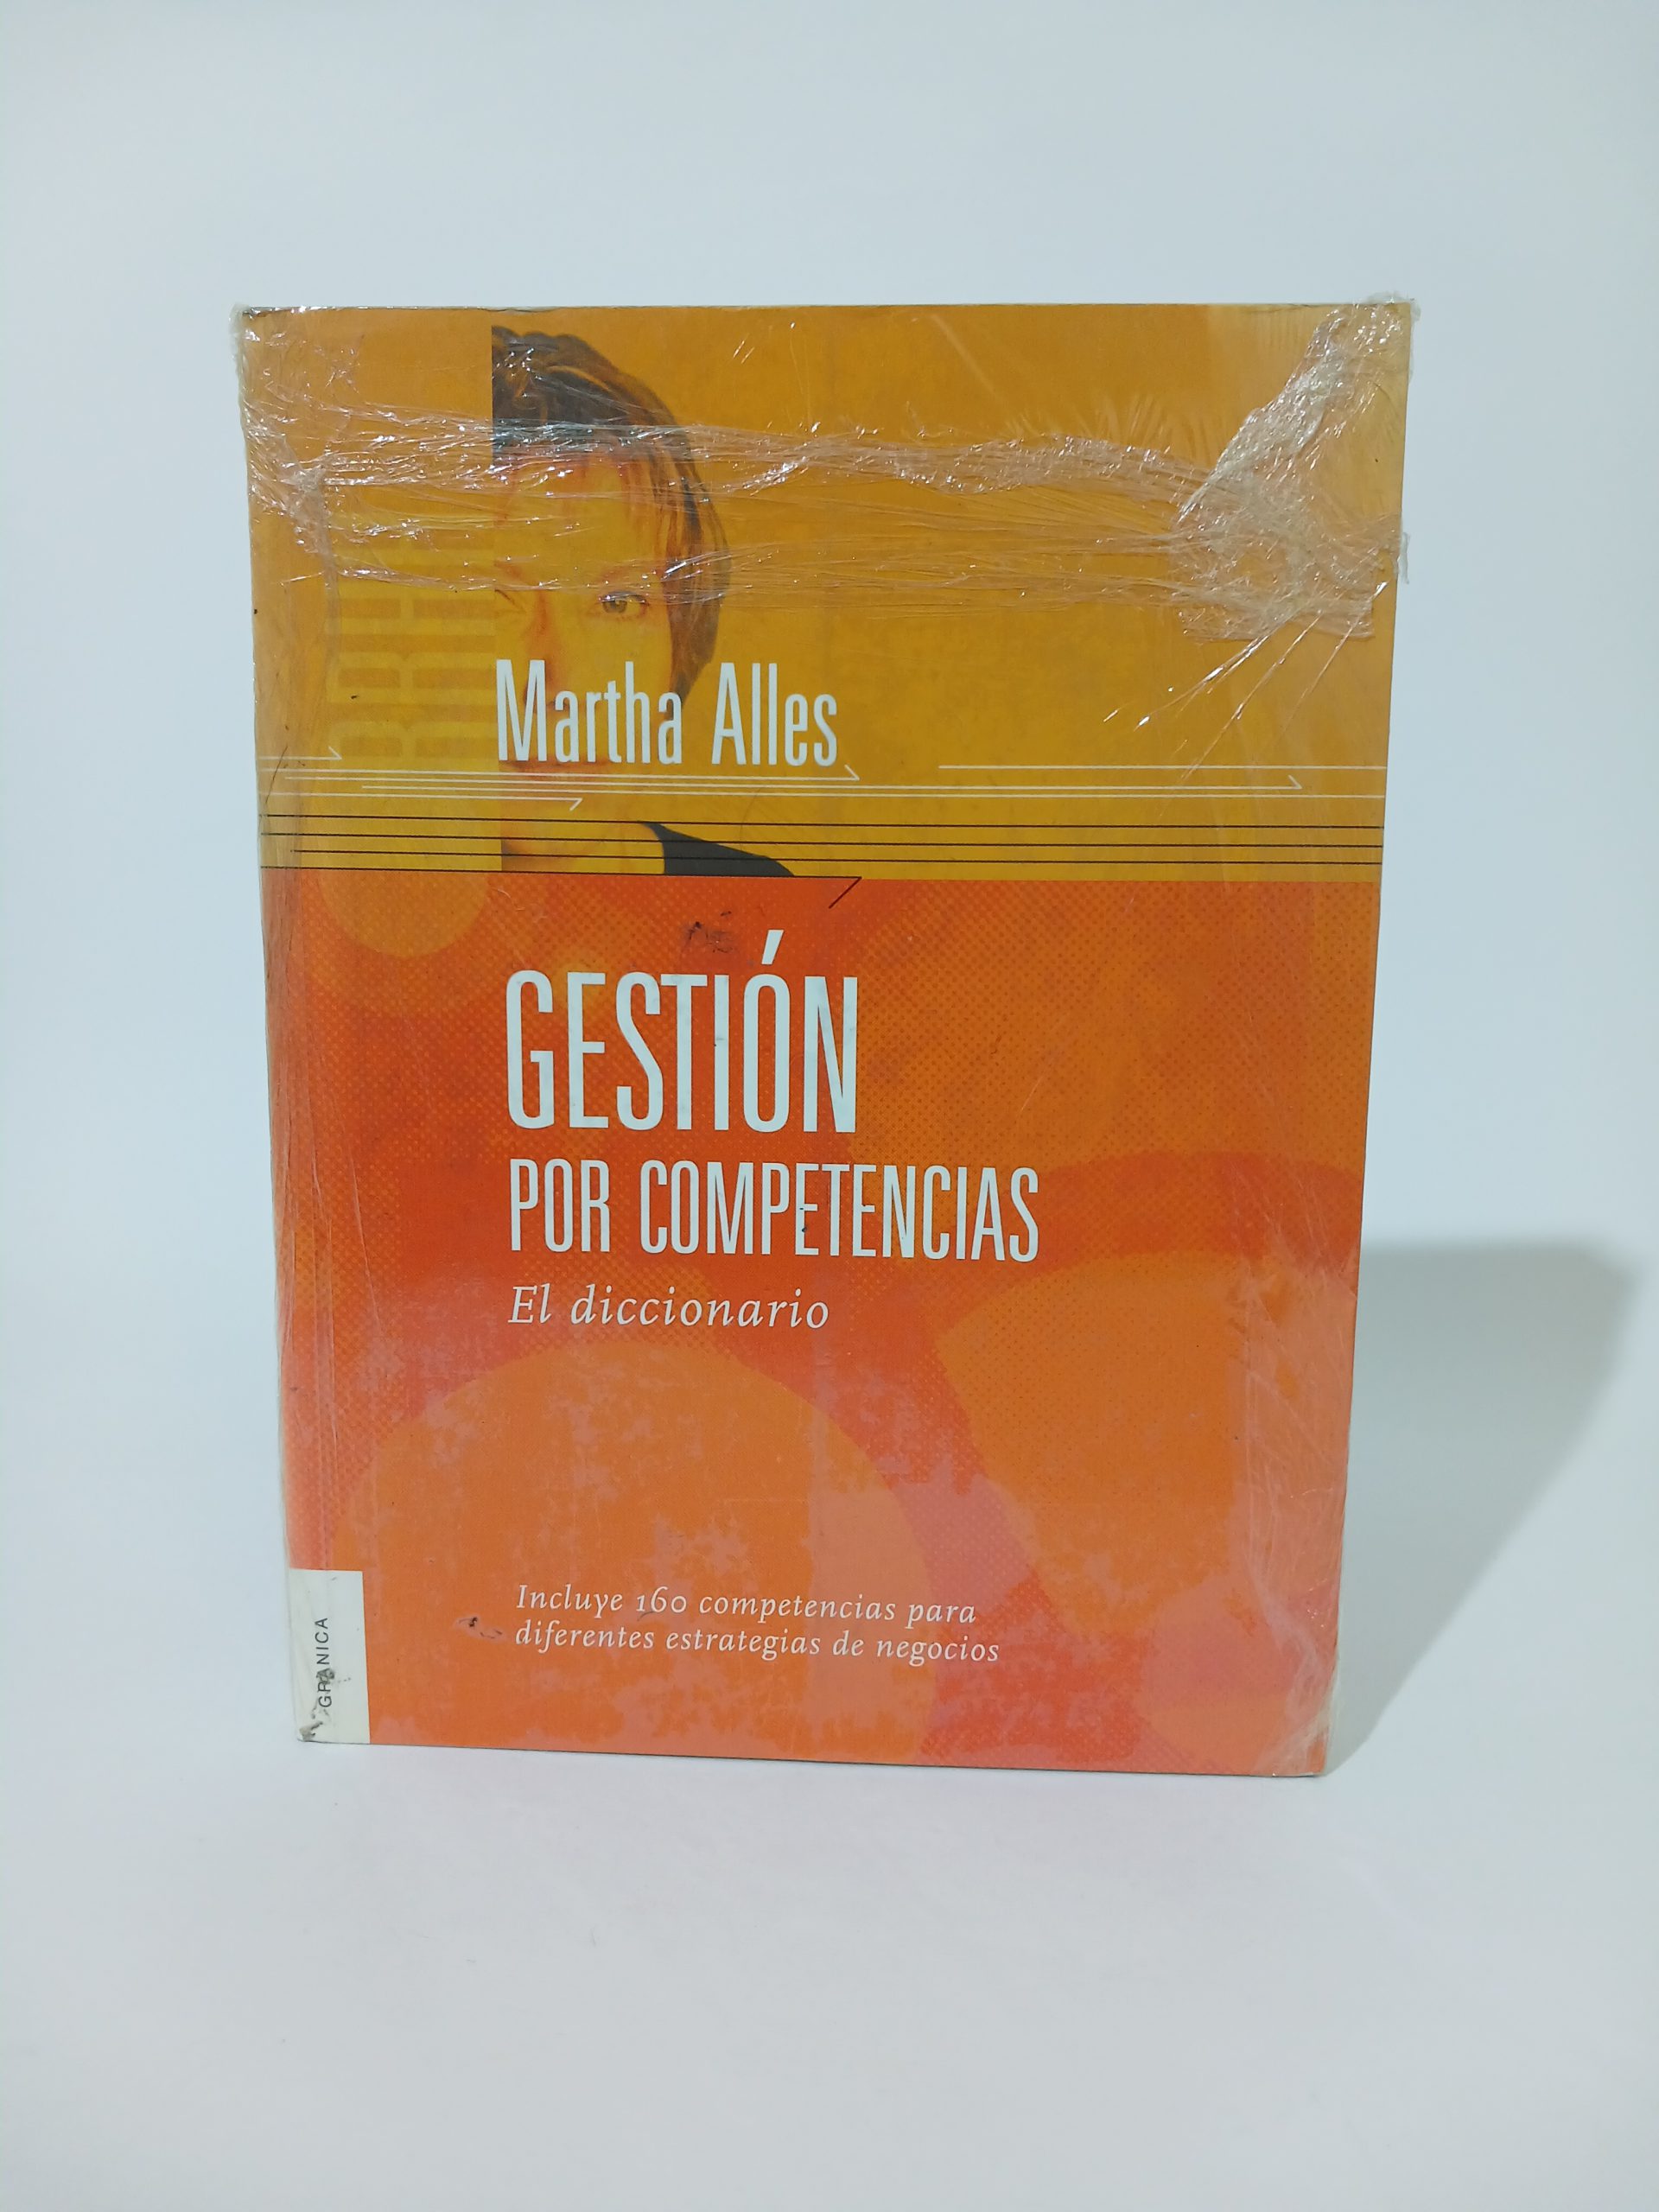 Martha Alles
GESTIÓN
POR COMPETENCIAS
El diccionario
Incluye 160 competencias para
diferentes estrategias de negocios
GRANICA